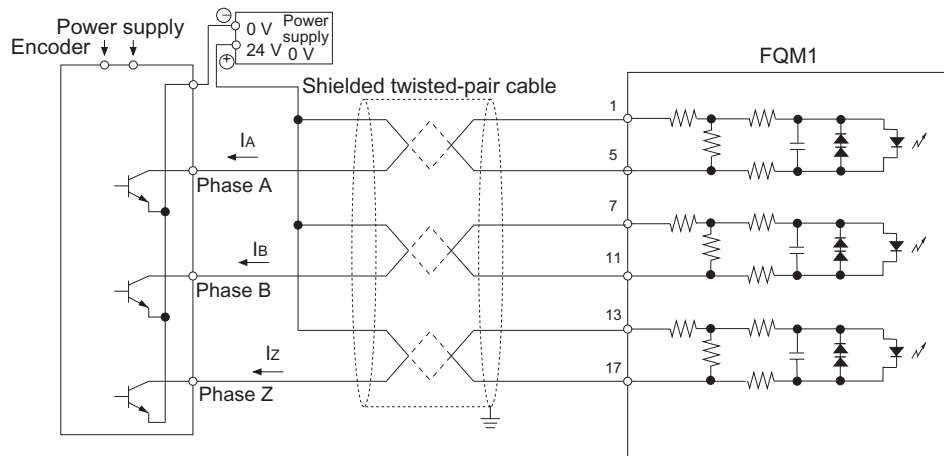 Power supply
Encoder
0 V
Power
supply
24 V
0 V
FQM1
Shielded twisted-pair cable
1
IA
5
Phase A
7
IB
11
Phase B
13
IZ
17
Phase Z